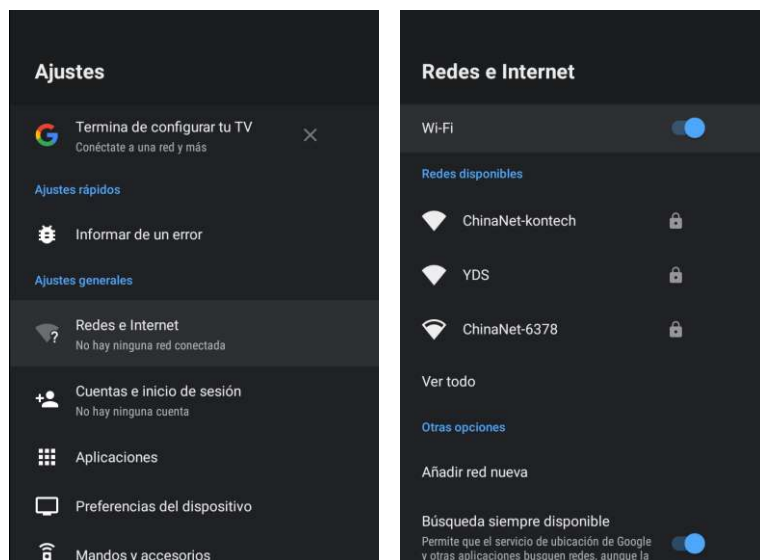 Ajustes
Termina de configurar tu TV
Conéctate a una red y más
Ajustes rápidos
Informar de un error
Ajustes generales
Redes e Internet
No hay ninguna red conectada
Cuentas e inicio de sesión
No hay ninguna cuenta
Aplicaciones
Preferencias del dispositivo
Mandos y accesorios
Redes e Internet
Wi-Fi
Redes disponibles
ChinaNet-kontech
YDS
ChinaNet-6378
Ver todo
Otras opciones
Añadir red nueva
Búsqueda siempre disponible
Permite que el servicio de ubicación de Google
y otras aplicaciones busquen redes, aunque la